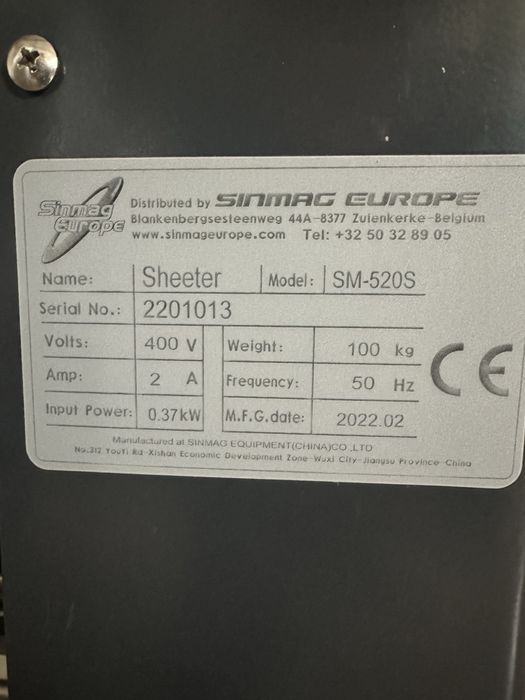 Sinmag Europe
Distributed by SINMAG EUROPE
Blankenbergsesteenweg 44A-8377 Zuienkerke-Belgium
www.sinmageurope.com Tel: +32 50 32 89 05
Name: Sheeter Model: SM-520S
Serial No.: 2201013
Volts: 400 V Weight: 100 kg
Amp: 2 A Frequency: 50 Hz
Input Power: 0.37kW M.F.G.date: 2022.02
CE
Manufactured at SINMAG EQUIPMENT(CHINA)CO.,LTD
No.312 YouYi Rd-Xishan Economic Development Zone-Wuxi City-Jiangsu Province-China